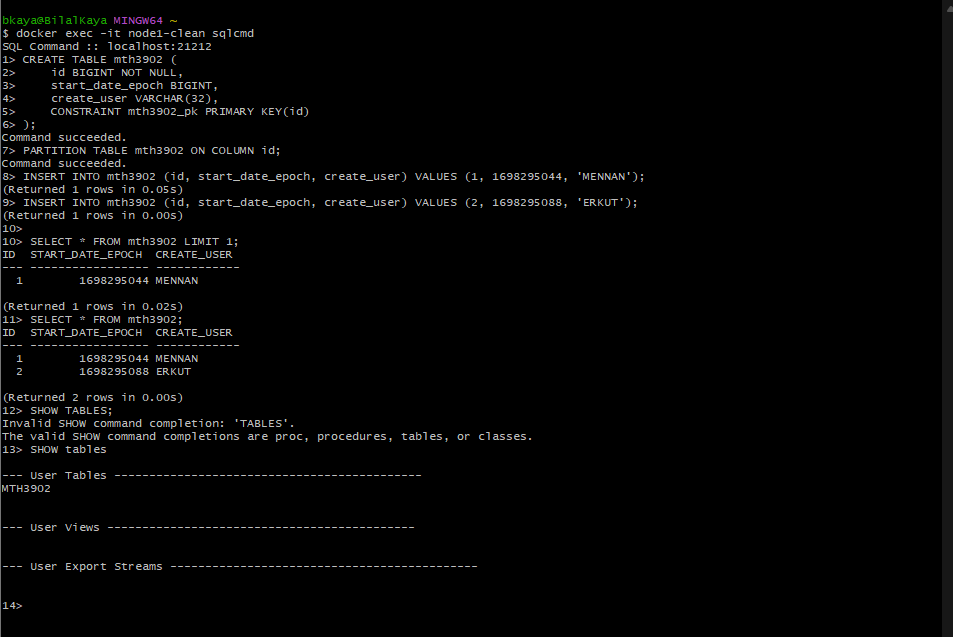 bkaya@BilalKaya MINGW64 ~
$ docker exec -it node1-clean sqlcmd
SQL Command :: localhost:21212
1> CREATE TABLE mth3902 (
2>     id BIGINT NOT NULL,
3>     start_date_epoch BIGINT,
4>     create_user VARCHAR(32),
5>     CONSTRAINT mth3902_pk PRIMARY KEY(id)
6> );
Command succeeded.
7> PARTITION TABLE mth3902 ON COLUMN id;
Command succeeded.
8> INSERT INTO mth3902 (id, start_date_epoch, create_user) VALUES (1, 1698295044, 'MENNAN');
(Returned 1 rows in 0.05s)
9> INSERT INTO mth3902 (id, start_date_epoch, create_user) VALUES (2, 1698295088, 'ERKUT');
(Returned 1 rows in 0.00s)
10>
10> SELECT * FROM mth3902 LIMIT 1;
ID  START_DATE_EPOCH  CREATE_USER
--- ----------------- ------------
  1        1698295044 MENNAN
(Returned 1 rows in 0.02s)
11> SELECT * FROM mth3902;
ID  START_DATE_EPOCH  CREATE_USER
--- ----------------- ------------
  1        1698295044 MENNAN
  2        1698295088 ERKUT
(Returned 2 rows in 0.00s)
12> SHOW TABLES;
Invalid SHOW command completion: 'TABLES'.
The valid SHOW command completions are proc, procedures, tables, or classes.
13> SHOW tables
--- User Tables --------------------------------------------
MTH3902
--- User Views --------------------------------------------
--- User Export Streams --------------------------------------------
14>